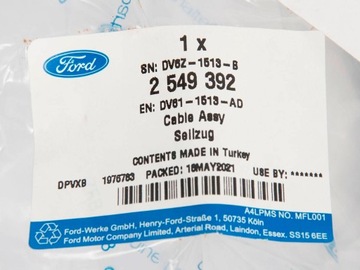 1 x
Ford
SN: DV6Z-1513-B
2 549 392
EN: DV61-1513-AD
Cable Assy
Seilzug
CONTENTS MADE IN Turkey
DPVXB 1976763 PACKED: 18MAY2021 USE BY: ********
A4LPMS NO. MFL001
Ford-Werke GmbH, Henry-Ford-Straße 1, 50735 Köln
Ford Motor Company Limited, Arterial Road, Laindon, Essex. SS15 6EE